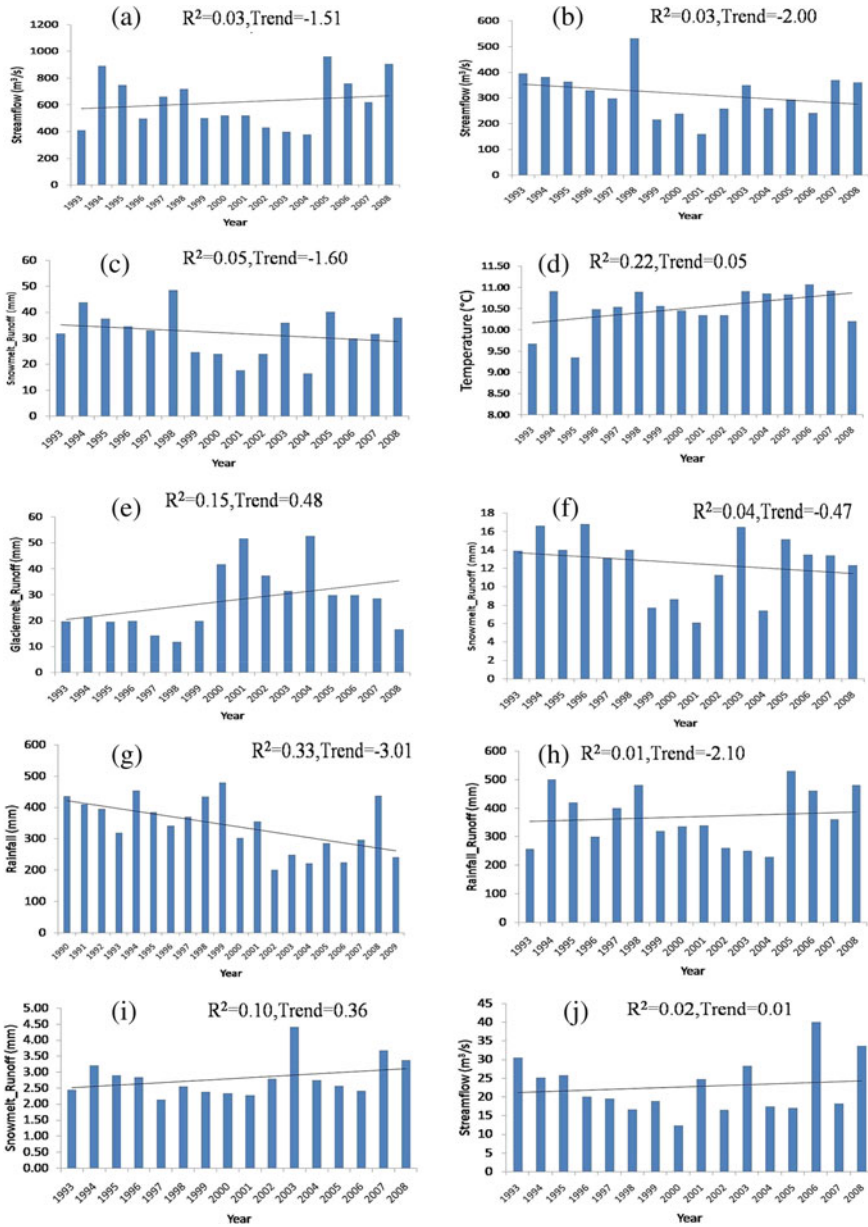 (a) R²=0.03,Trend=-1.51
Streamflow (m³/s)
1200
1000
800
600
400
200
0
1993 1994 1995 1996 1997 1998 1999 2000 2001 2002 2003 2004 2005 2006 2007 2008
Year
(b) R²=0.03,Trend=-2.00
Streamflow (m³/s)
600
500
400
300
200
100
0
1993 1994 1995 1996 1997 1998 1999 2000 2001 2002 2003 2004 2005 2006 2007 2008
Year
(c) R²=0.05,Trend=-1.60
Snowmelt_Runoff (mm)
60
50
40
30
20
10
0
1993 1994 1995 1996 1997 1998 1999 2000 2001 2002 2003 2004 2005 2006 2007 2008
Year
(d) R²=0.22,Trend=0.05
Temperature (°C)
11.50
11.00
10.50
10.00
9.50
9.00
8.50
8.00
1993 1994 1995 1996 1997 1998 1999 2000 2001 2002 2003 2004 2005 2006 2007 2008
Year
(e) R²=0.15,Trend=0.48
Glaciermelt_Runoff (mm)
60
50
40
30
20
10
0
1993 1994 1995 1996 1997 1998 1999 2000 2001 2002 2003 2004 2005 2006 2007 2008
Year
(f) R²=0.04,Trend=-0.47
Snowmelt_Runoff (mm)
18
16
14
12
10
8
6
4
2
0
1993 1994 1995 1996 1997 1998 1999 2000 2001 2002 2003 2004 2005 2006 2007 2008
Year
(g) R²=0.33,Trend=-3.01
Rainfall (mm)
600
500
400
300
200
100
0
1990 1991 1992 1993 1994 1995 1996 1997 1998 1999 2000 2001 2002 2003 2004 2005 2006 2007 2008 2009
Year
(h) R²=0.01,Trend=-2.10
Rainfall_Runoff (mm)
600
500
400
300
200
100
0
1993 1994 1995 1996 1997 1998 1999 2000 2001 2002 2003 2004 2005 2006 2007 2008
Year
(i) R²=0.10,Trend=0.36
Snowmelt_Runoff (mm)
5.00
4.50
4.00
3.50
3.00
2.50
2.00
1.50
1.00
0.50
0.00
1993 1994 1995 1996 1997 1998 1999 2000 2001 2002 2003 2004 2005 2006 2007 2008
Year
(j) R²=0.02,Trend=0.01
Streamflow (m³/s)
45
40
35
30
25
20
15
10
5
0
1993 1994 1995 1996 1997 1998 1999 2000 2001 2002 2003 2004 2005 2006 2007 2008
Year